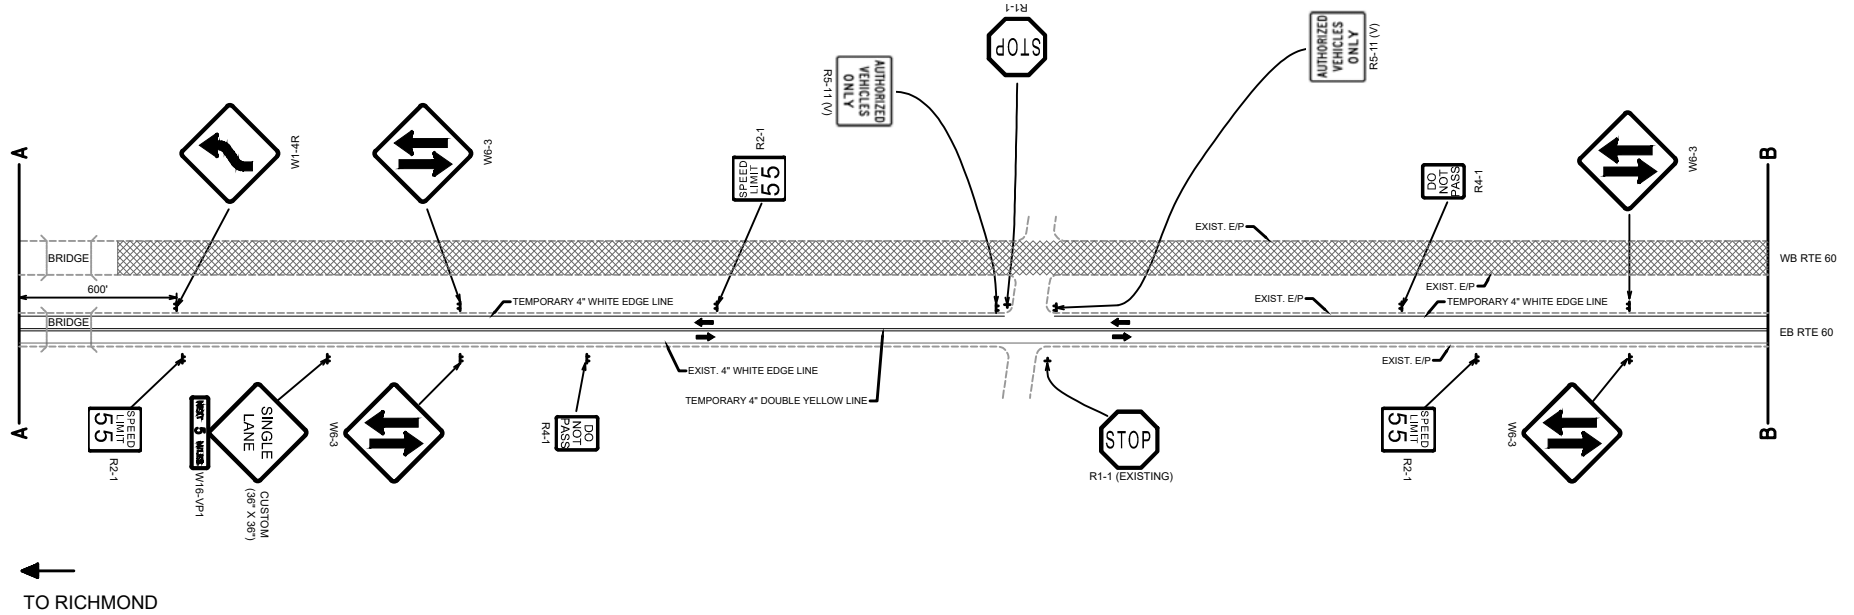 R1-1
STOP
AUTHORIZED
VEHICLES
ONLY
R5-11 (V)
AUTHORIZED
VEHICLES
ONLY
R5-11 (V)
A
W1-4R
W6-3
R2-1
SPEED
LIMIT
55
DO
NOT
PASS
R4-1
W6-3
B
EXIST. E/P
BRIDGE
WB RTE 60
600'
TEMPORARY 4" WHITE EDGE LINE
EXIST. E/P
EXIST. E/P
TEMPORARY 4" WHITE EDGE LINE
BRIDGE
EB RTE 60
EXIST. 4" WHITE EDGE LINE
EXIST. E/P
TEMPORARY 4" DOUBLE YELLOW LINE
A
SPEED
LIMIT
55
R2-1
NEXT 5 MILES
W16-VP1
SINGLE
LANE
CUSTOM
(36" X 36")
W6-3
DO
NOT
PASS
R4-1
STOP
R1-1 (EXISTING)
SPEED
LIMIT
55
R2-1
W6-3
B
TO RICHMOND